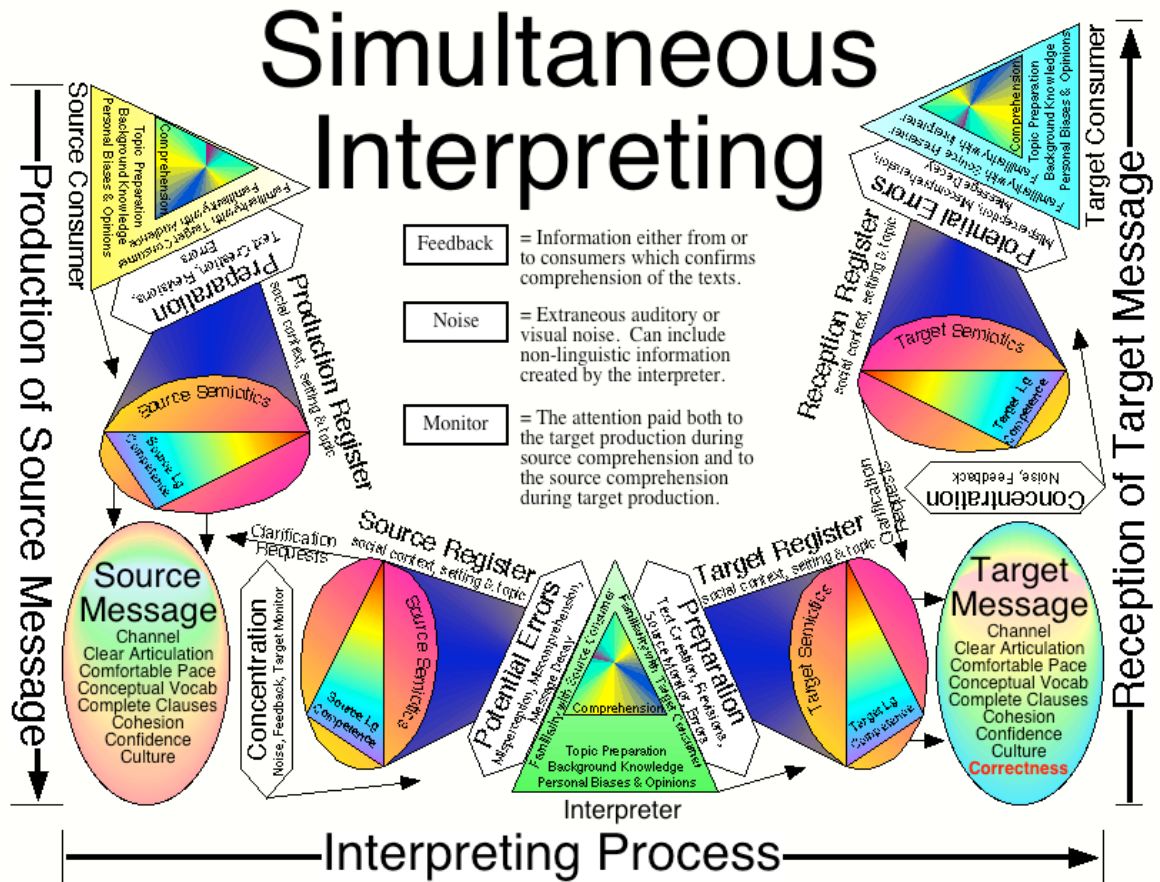 Simultaneous
Interpreting
Production of Source Message
Source Consumer
Personal Biases & Opinions
Background Knowledge
Topic Preparation
Comprehension
Familiarity with Target Consumer
Familiarity with Audience
Preparation
Text Creation, Revisions,
Errors
Production Register
social context, setting & topic
Source Semiotics
Source Lg
Competence
Source
Message
Channel
Clear Articulation
Comfortable Pace
Conceptual Vocab
Complete Clauses
Cohesion
Confidence
Culture
Feedback
= Information either from or
to consumers which confirms
comprehension of the texts.
Noise
= Extraneous auditory or
visual noise. Can include
non-linguistic information
created by the interpreter.
Monitor
= The attention paid both to
the target production during
source comprehension and to
the source comprehension
during target production.
Clarification
Requests
Concentration
Noise, Feedback, Target Monitor
Source Register
social context, setting & topic
Source Semiotics
Source Lg
Competence
Potential Errors
Misperception, Miscomprehension,
Message Decay
Familiarity with Source Consumer
Familiarity with Target Consumer
Comprehension
Topic Preparation
Background Knowledge
Personal Biases & Opinions
Interpreter
Preparation
Text Creation, Revisions,
Source Monitor Errors
Target Register
social context, setting & topic
Target Semiotics
Target Lg
Competence
Clarification
Requests
Target
Message
Channel
Clear Articulation
Comfortable Pace
Conceptual Vocab
Complete Clauses
Cohesion
Confidence
Culture
Correctness
Concentration
Noise, Feedback
Target Semiotics
Target Lg
Competence
Reception Register
social context, setting & topic
Potential Errors
Misperception, Miscomprehension,
Message Decay
Familiarity with Source Presenter
Familiarity with Interpreter
Comprehension
Topic Preparation
Background Knowledge
Personal Biases & Opinions
Target Consumer
Reception of Target Message
Interpreting Process